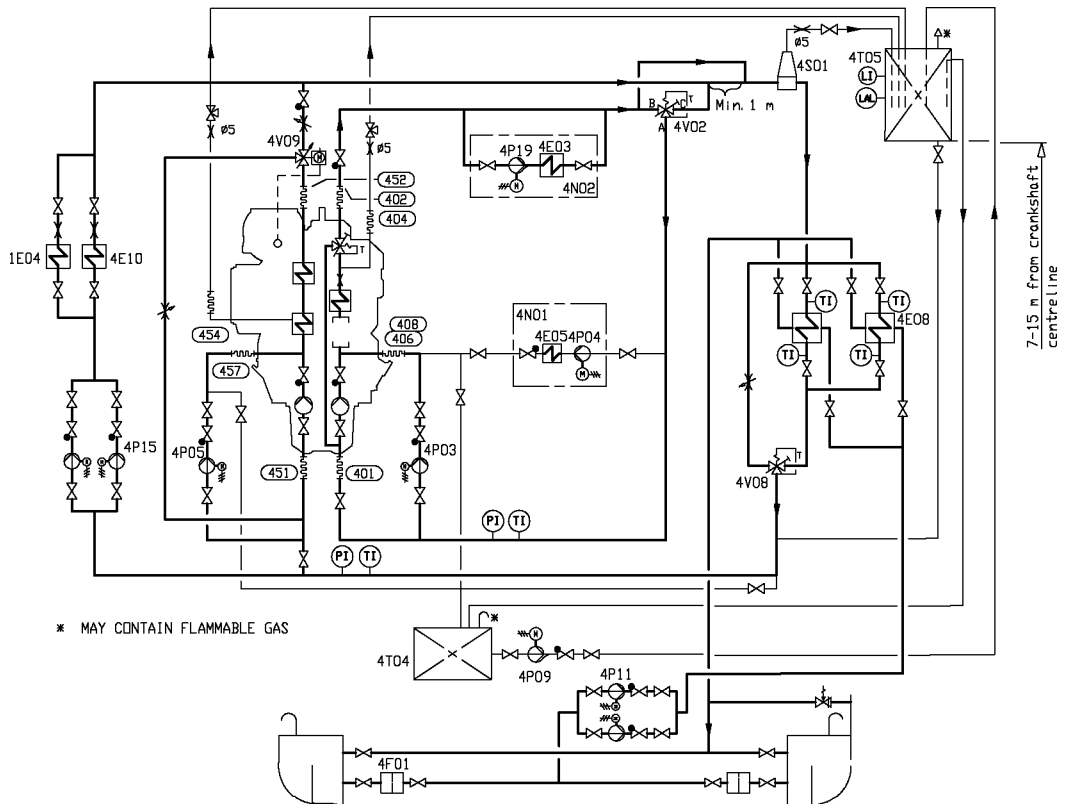 4T05
*
ø5
4S01
LI
LAL
Min. 1 m
B C T
A 4V02
ø5
ø5
4V09
M
4P19 4E03
M
4N02
452
402
404
T
1E04
4E10
7-15 m from crankshaft
centreline
TI
TI
4E08
TI
TI
4N01
4E05 4P04
M
408
406
454
457
4P15
M
M
4P05
M
4P03
M
451
401
T
4V08
PI TI
PI TI
* MAY CONTAIN FLAMMABLE GAS
*
M
4T04
4P09
4P11
M
M
4F01